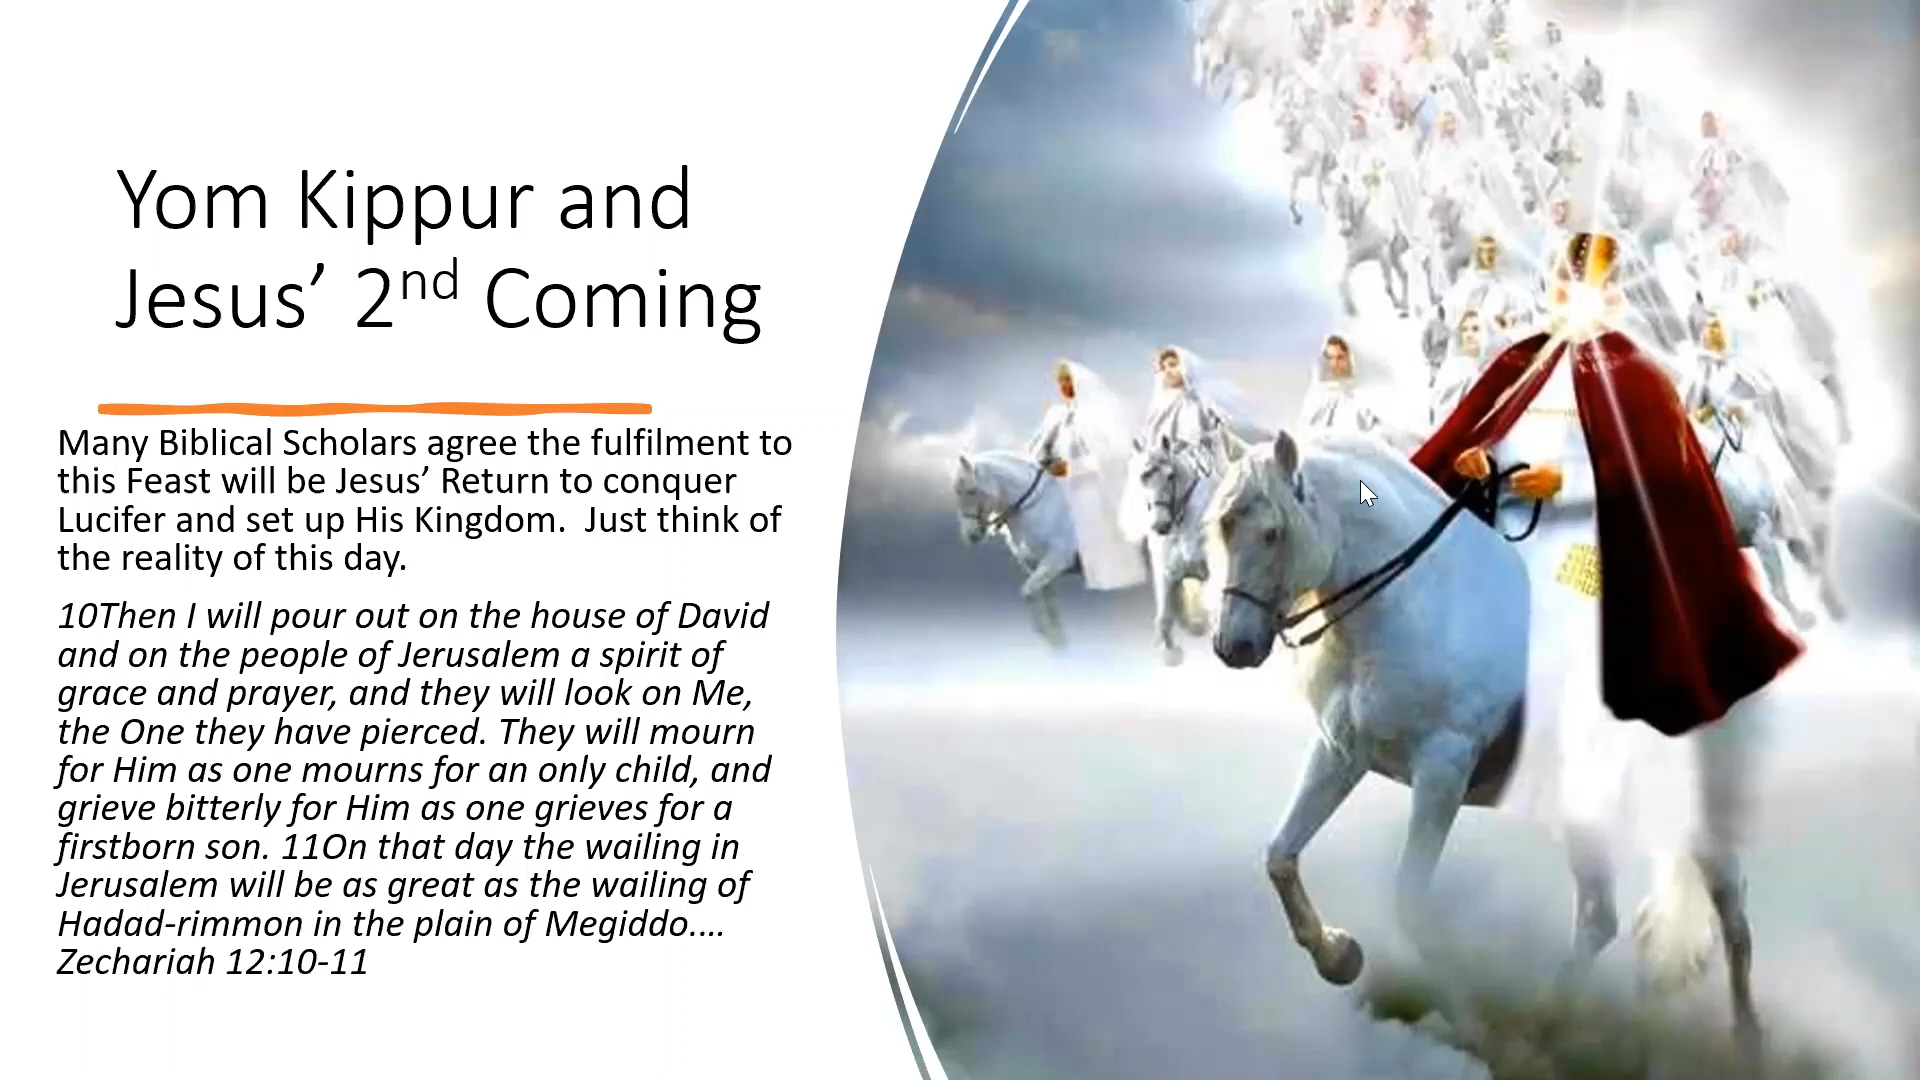 Yom Kippur and
Jesus’ 2nd Coming
Many Biblical Scholars agree the fulfilment to
this Feast will be Jesus’ Return to conquer
Lucifer and set up His Kingdom.  Just think of
the reality of this day.
10Then I will pour out on the house of David
and on the people of Jerusalem a spirit of
grace and prayer, and they will look on Me,
the One they have pierced. They will mourn
for Him as one mourns for an only child, and
grieve bitterly for Him as one grieves for a
firstborn son. 11On that day the wailing in
Jerusalem will be as great as the wailing of
Hadad-rimmon in the plain of Megiddo.…
Zechariah 12:10-11